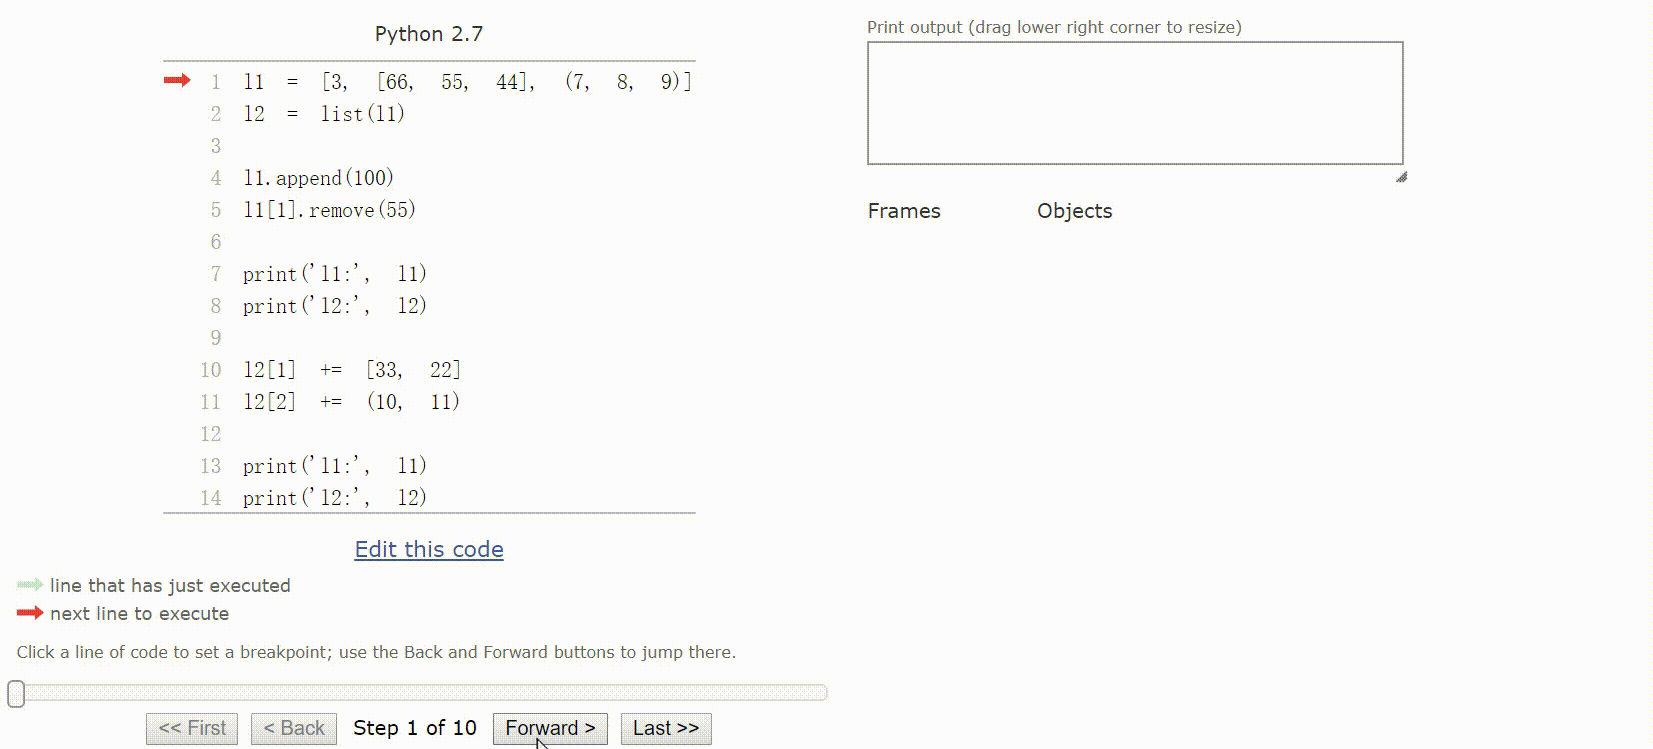 Python 2.7
1 l1 = [3, [66, 55, 44], (7, 8, 9)]
2 l2 = list(l1)
3
4 l1.append(100)
5 l1[1].remove(55)
6
7 print('l1:', l1)
8 print('l2:', l2)
9
10 l2[1] += [33, 22]
11 l2[2] += (10, 11)
12
13 print('l1:', l1)
14 print('l2:', l2)
Edit this code
line that has just executed
next line to execute
Click a line of code to set a breakpoint; use the Back and Forward buttons to jump there.
<< First < Back Step 1 of 10 Forward > Last >>
Print output (drag lower right corner to resize)
Frames Objects